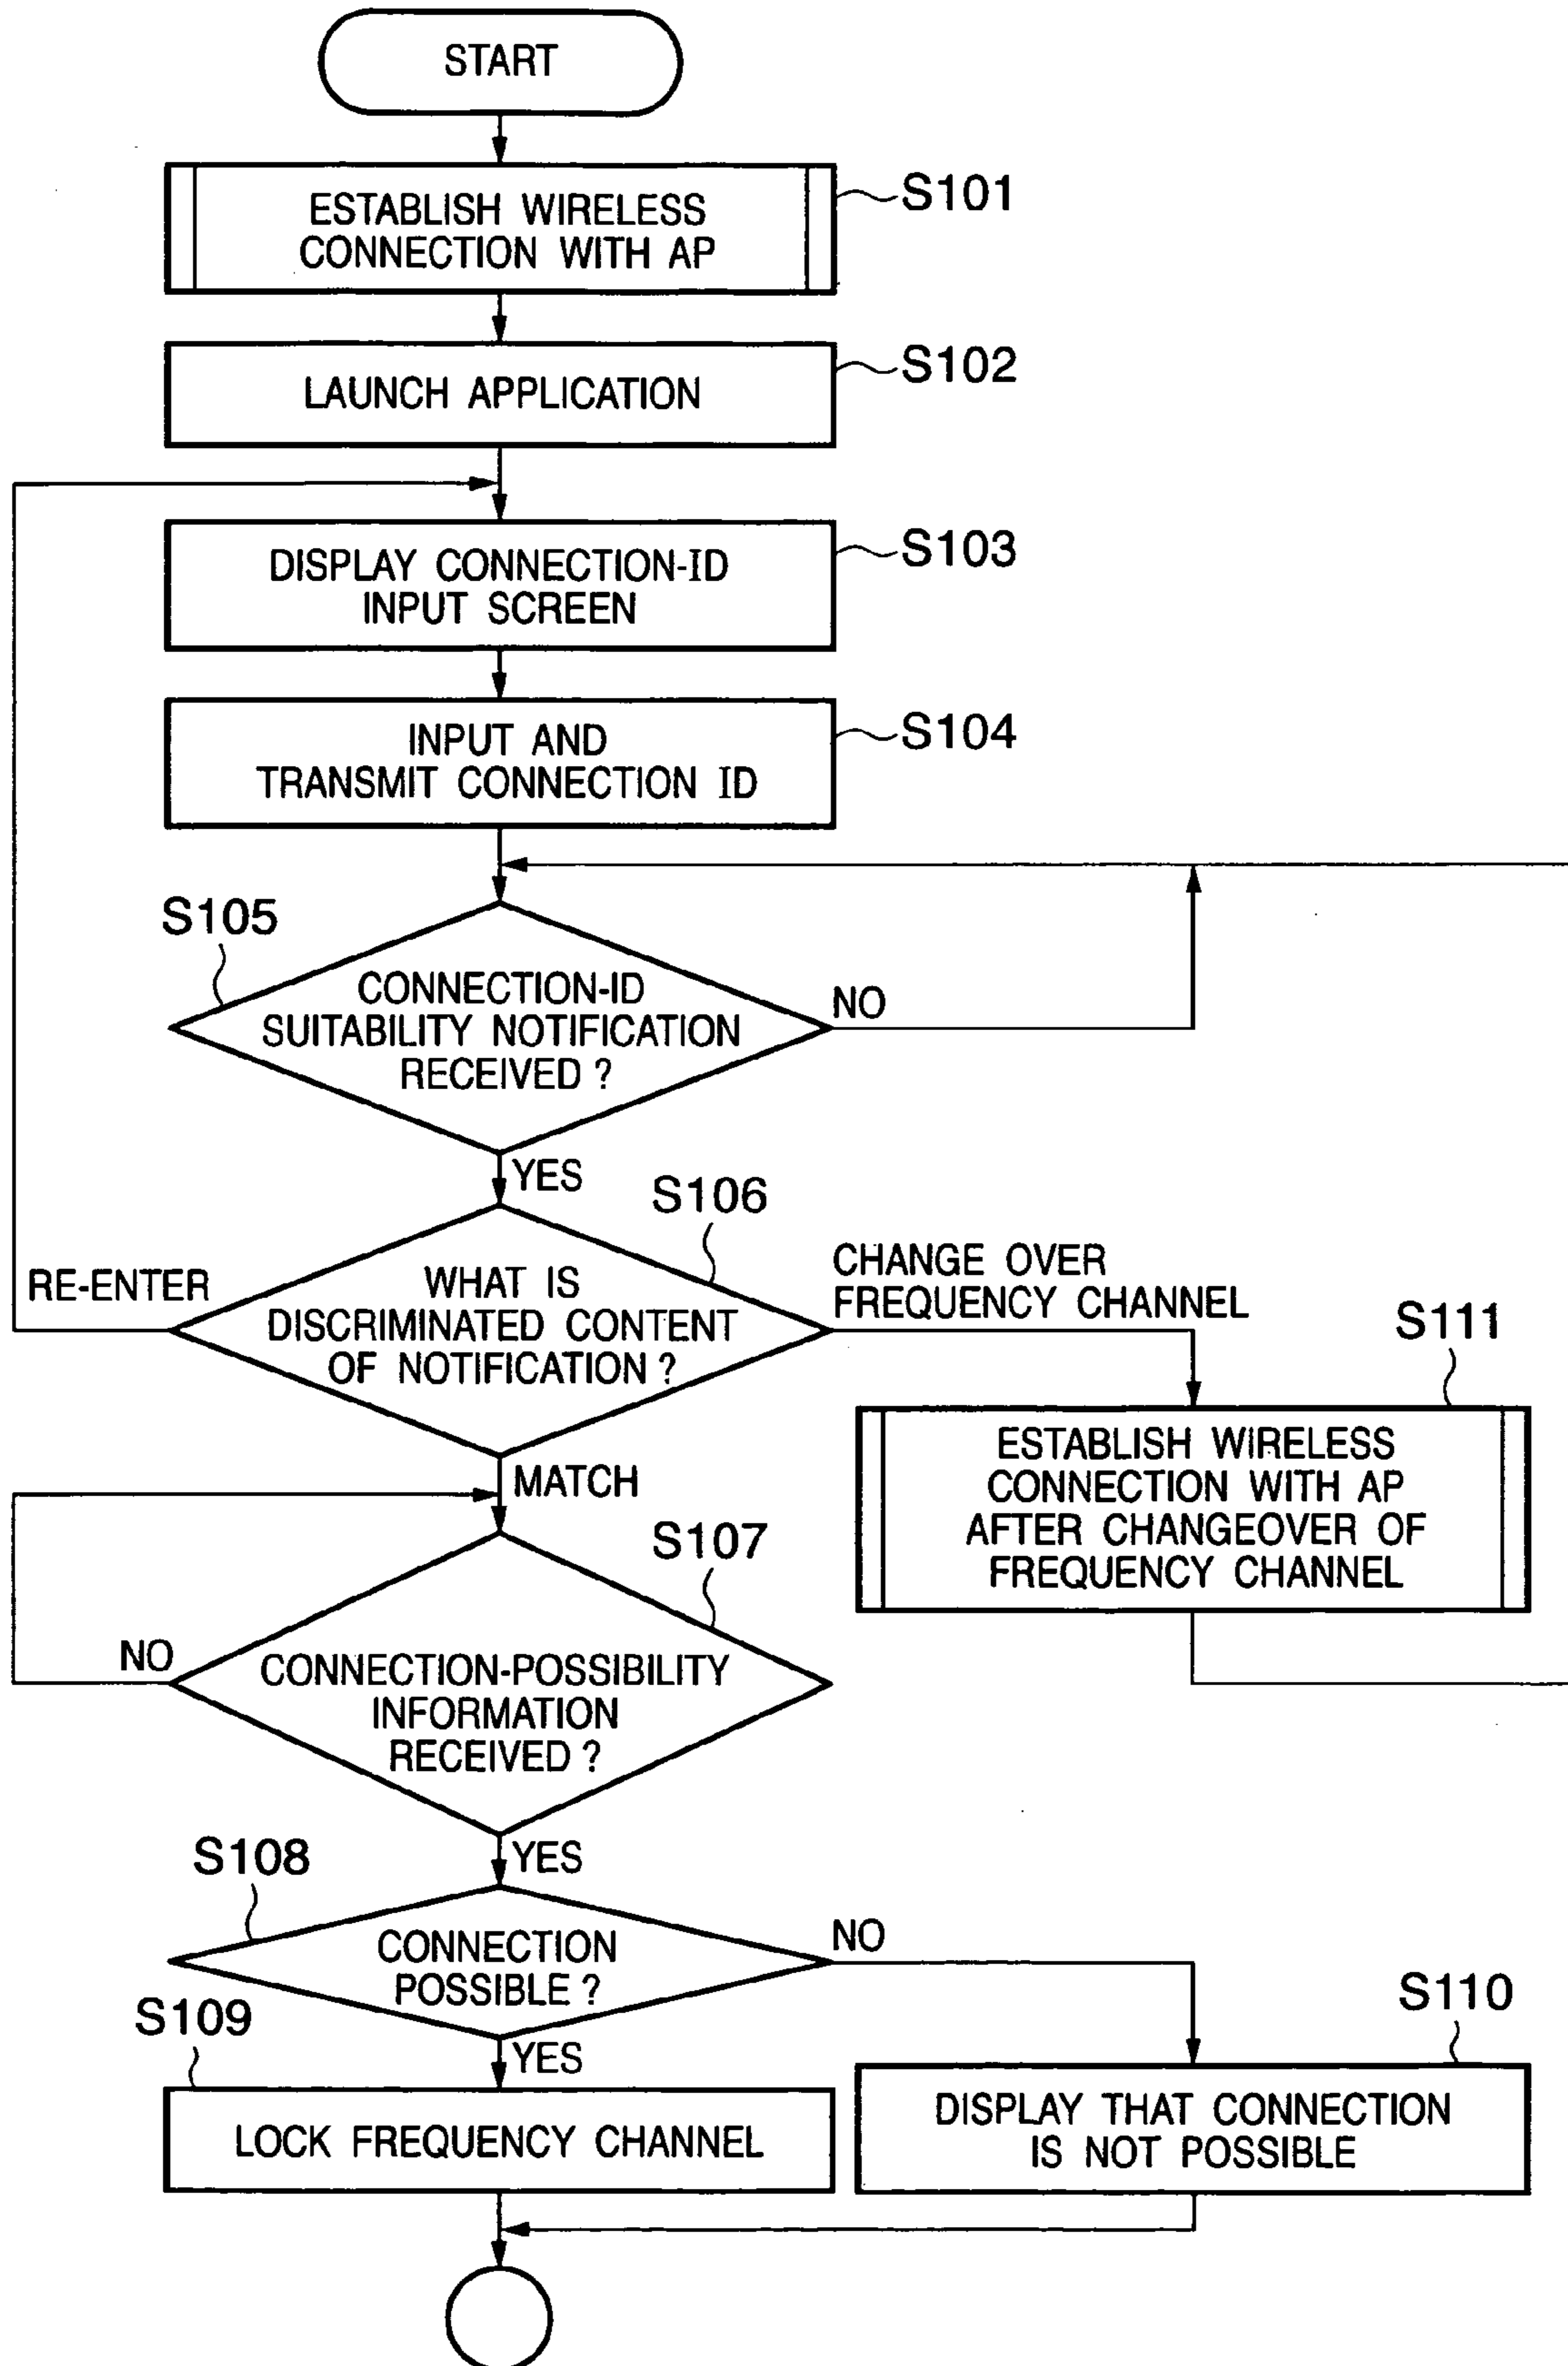 START
ESTABLISH WIRELESS
CONNECTION WITH AP
S101
LAUNCH APPLICATION
S102
DISPLAY CONNECTION-ID
INPUT SCREEN
S103
INPUT AND
TRANSMIT CONNECTION ID
S104
S105
CONNECTION-ID
SUITABILITY NOTIFICATION
RECEIVED ?
NO
YES
S106
RE-ENTER
WHAT IS
DISCRIMINATED CONTENT
OF NOTIFICATION ?
CHANGE OVER
FREQUENCY CHANNEL
S111
ESTABLISH WIRELESS
CONNECTION WITH AP
AFTER CHANGEOVER OF
FREQUENCY CHANNEL
MATCH
S107
NO
CONNECTION-POSSIBILITY
INFORMATION
RECEIVED ?
YES
S108
CONNECTION
POSSIBLE ?
NO
S109
YES
LOCK FREQUENCY CHANNEL
S110
DISPLAY THAT CONNECTION
IS NOT POSSIBLE